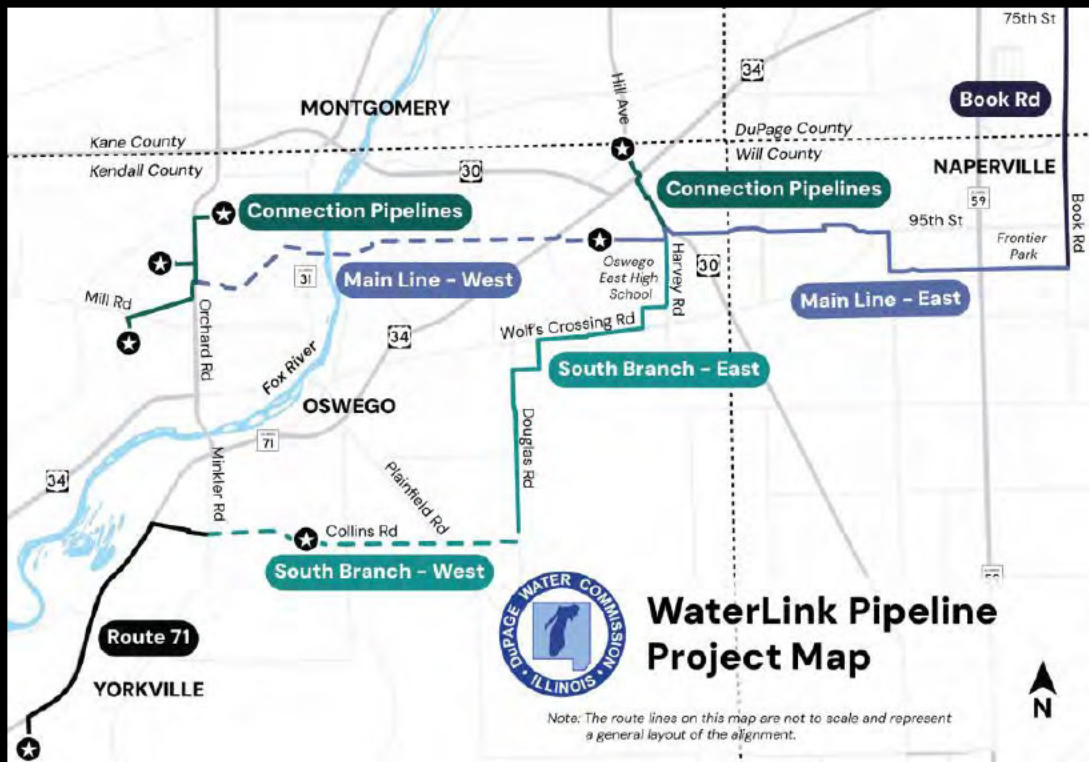 75th St
34
Hill Ave
MONTGOMERY
Book Rd
Kane County
DuPage County
Kendall County
Will County
30
NAPERVILLE
Connection Pipelines
Connection Pipelines
59
95th St
Book Rd
Frontier
Park
Oswego
East High
School
Harvey Rd
30
31
Main Line - West
Main Line - East
Mill Rd
Orchard Rd
Wolf's Crossing Rd
34
Fox River
South Branch - East
OSWEGO
71
Douglas Rd
Minkler Rd
34
Plainfield Rd
Collins Rd
South Branch - West
DuPAGE WATER COMMISSION
ILLINOIS
WaterLink Pipeline
Project Map
Route 71
YORKVILLE
N
Note: The route lines on this map are not to scale and represent
a general layout of the alignment.